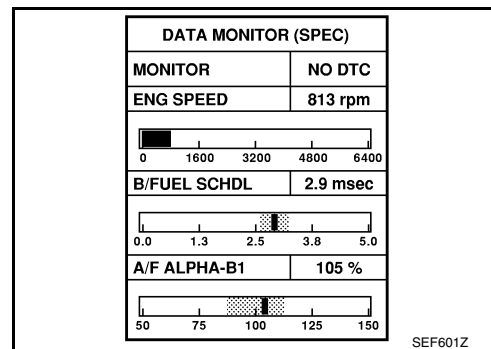 DATA MONITOR (SPEC)
MONITOR NO DTC
ENG SPEED 813 rpm
0 1600 3200 4800 6400
B/FUEL SCHDL 2.9 msec
0.0 1.3 2.5 3.8 5.0
A/F ALPHA-B1 105 %
50 75 100 125 150
SEF601Z